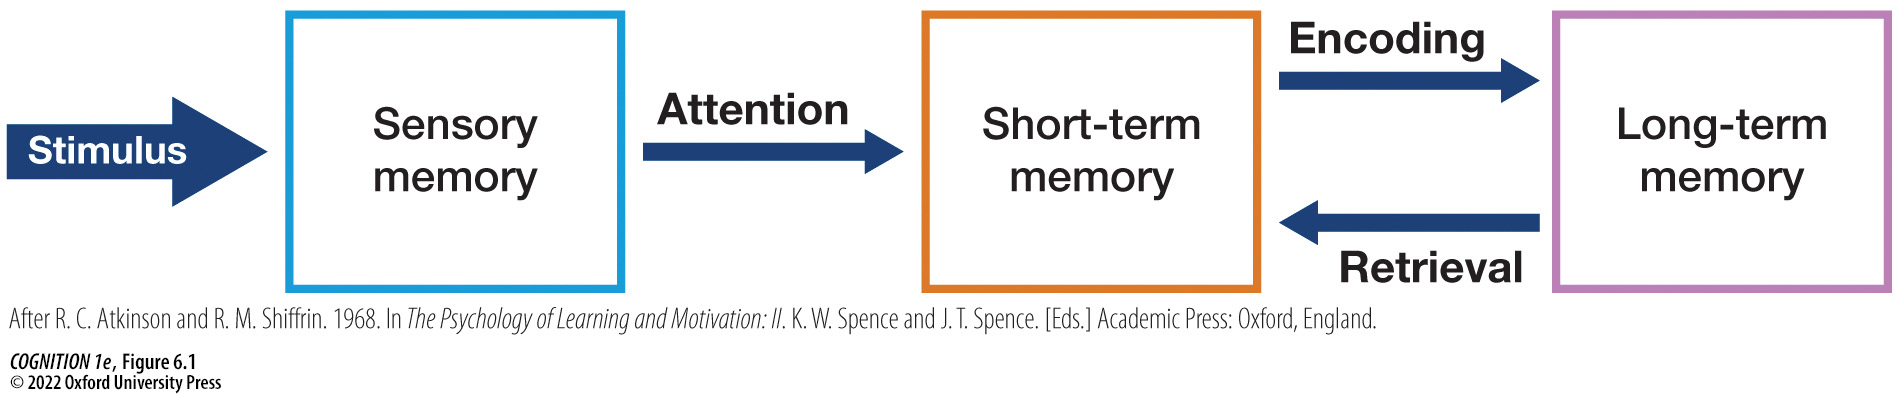 Stimulus
Sensory
memory
Attention
Short-term
memory
Encoding
Retrieval
Long-term
memory
After R. C. Atkinson and R. M. Shiffrin. 1968. In The Psychology of Learning and Motivation: II. K. W. Spence and J. T. Spence. [Eds.] Academic Press: Oxford, England.
COGNITION 1e, Figure 6.1
© 2022 Oxford University Press